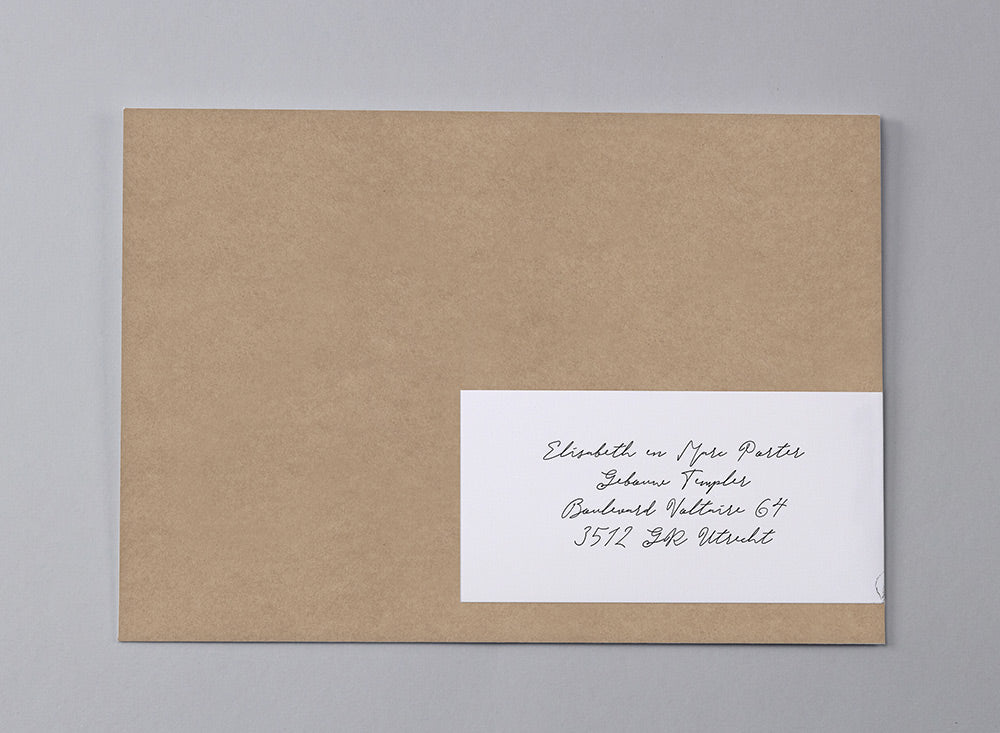 Elisabeth en Marc Porter
Gebouw Templer
Boulevard Voltaire 64
3512 GR Utrecht